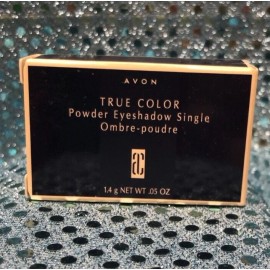 AVON
TRUE COLOR
Powder Eyeshadow Single
Ombre-poudre
1.4 g NET WT .05 OZ